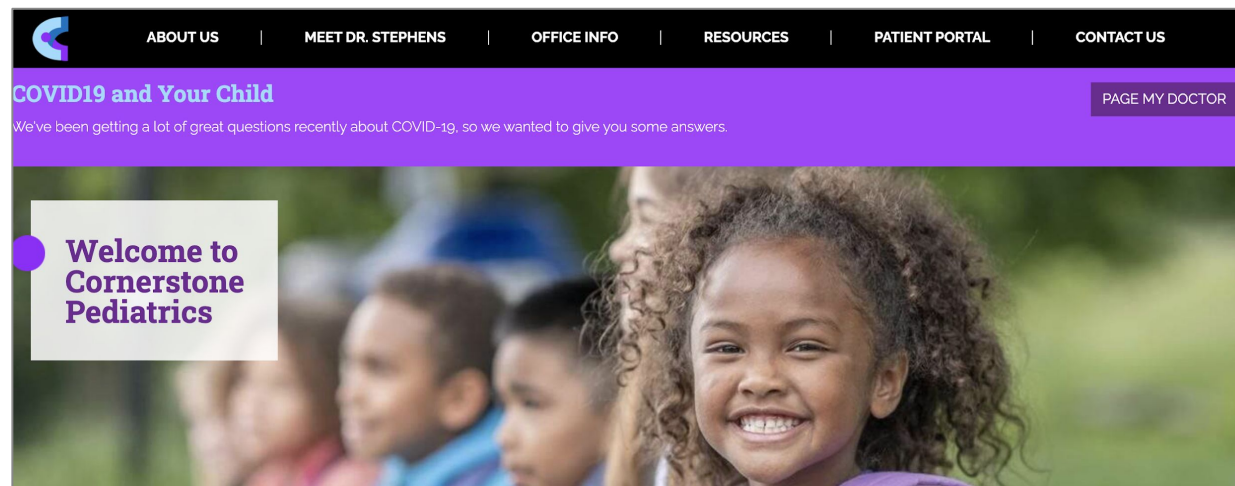 ABOUT US | MEET DR. STEPHENS | OFFICE INFO | RESOURCES | PATIENT PORTAL | CONTACT US
COVID19 and Your Child
PAGE MY DOCTOR
We've been getting a lot of great questions recently about COVID-19, so we wanted to give you some answers.
Welcome to
Cornerstone
Pediatrics